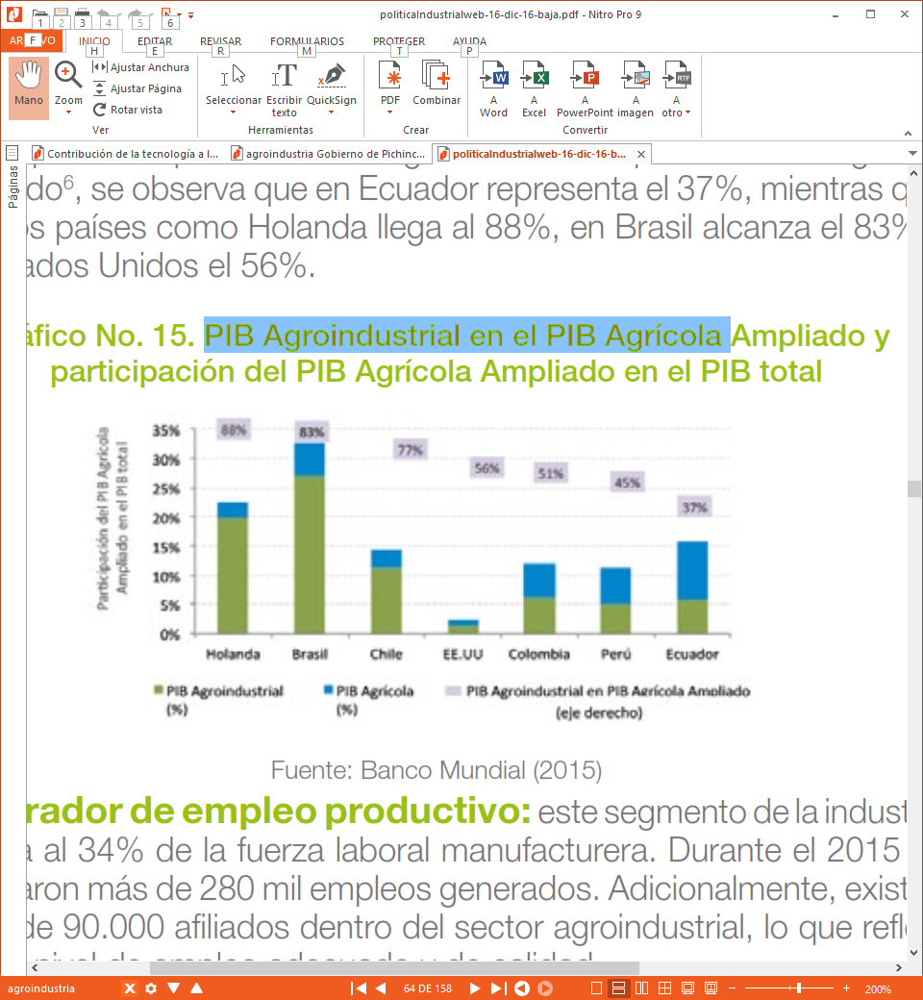 politicaIndustrialweb-16-dic-16-baja.pdf - Nitro Pro 9
1 2 3 4 5 6
F INICIO EDITAR REVISAR FORMULARIOS PROTEGER AYUDA
H E R M T P
Mano
Zoom
Ajustar Anchura
Ajustar Página
Rotar vista
Seleccionar
Escribir texto
QuickSign
PDF
Combinar
A Word
A Excel
A PowerPoint
A imagen
A otro
Ver Herramientas Crear Convertir
Contribución de la tecnología a l... agroindustria Gobierno de Pichinc... politicaIndustrialweb-16-dic-16-b...
Páginas
do6, se observa que en Ecuador representa el 37%, mientras q
os países como Holanda llega al 88%, en Brasil alcanza el 83%
ados Unidos el 56%.
áfico No. 15. PIB Agroindustrial en el PIB Agrícola Ampliado y
participación del PIB Agrícola Ampliado en el PIB total
Participación del PIB Agrícola
Ampliado en el PIB total
35%
30%
25%
20%
15%
10%
5%
0%
88% 83% 77% 56% 51% 45% 37%
Holanda Brasil Chile EE.UU Colombia Perú Ecuador
PIB Agroindustrial (%)
PIB Agrícola (%)
PIB Agroindustrial en PIB Agrícola Ampliado
(eje derecho)
Fuente: Banco Mundial (2015)
rador de empleo productivo: este segmento de la indust
a al 34% de la fuerza laboral manufacturera. Durante el 2015
aron más de 280 mil empleos generados. Adicionalmente, exist
de 90.000 afiliados dentro del sector agroindustrial, lo que refle
nivel de empleo adecuado y de calidad
agroindustria
64 DE 158
200%